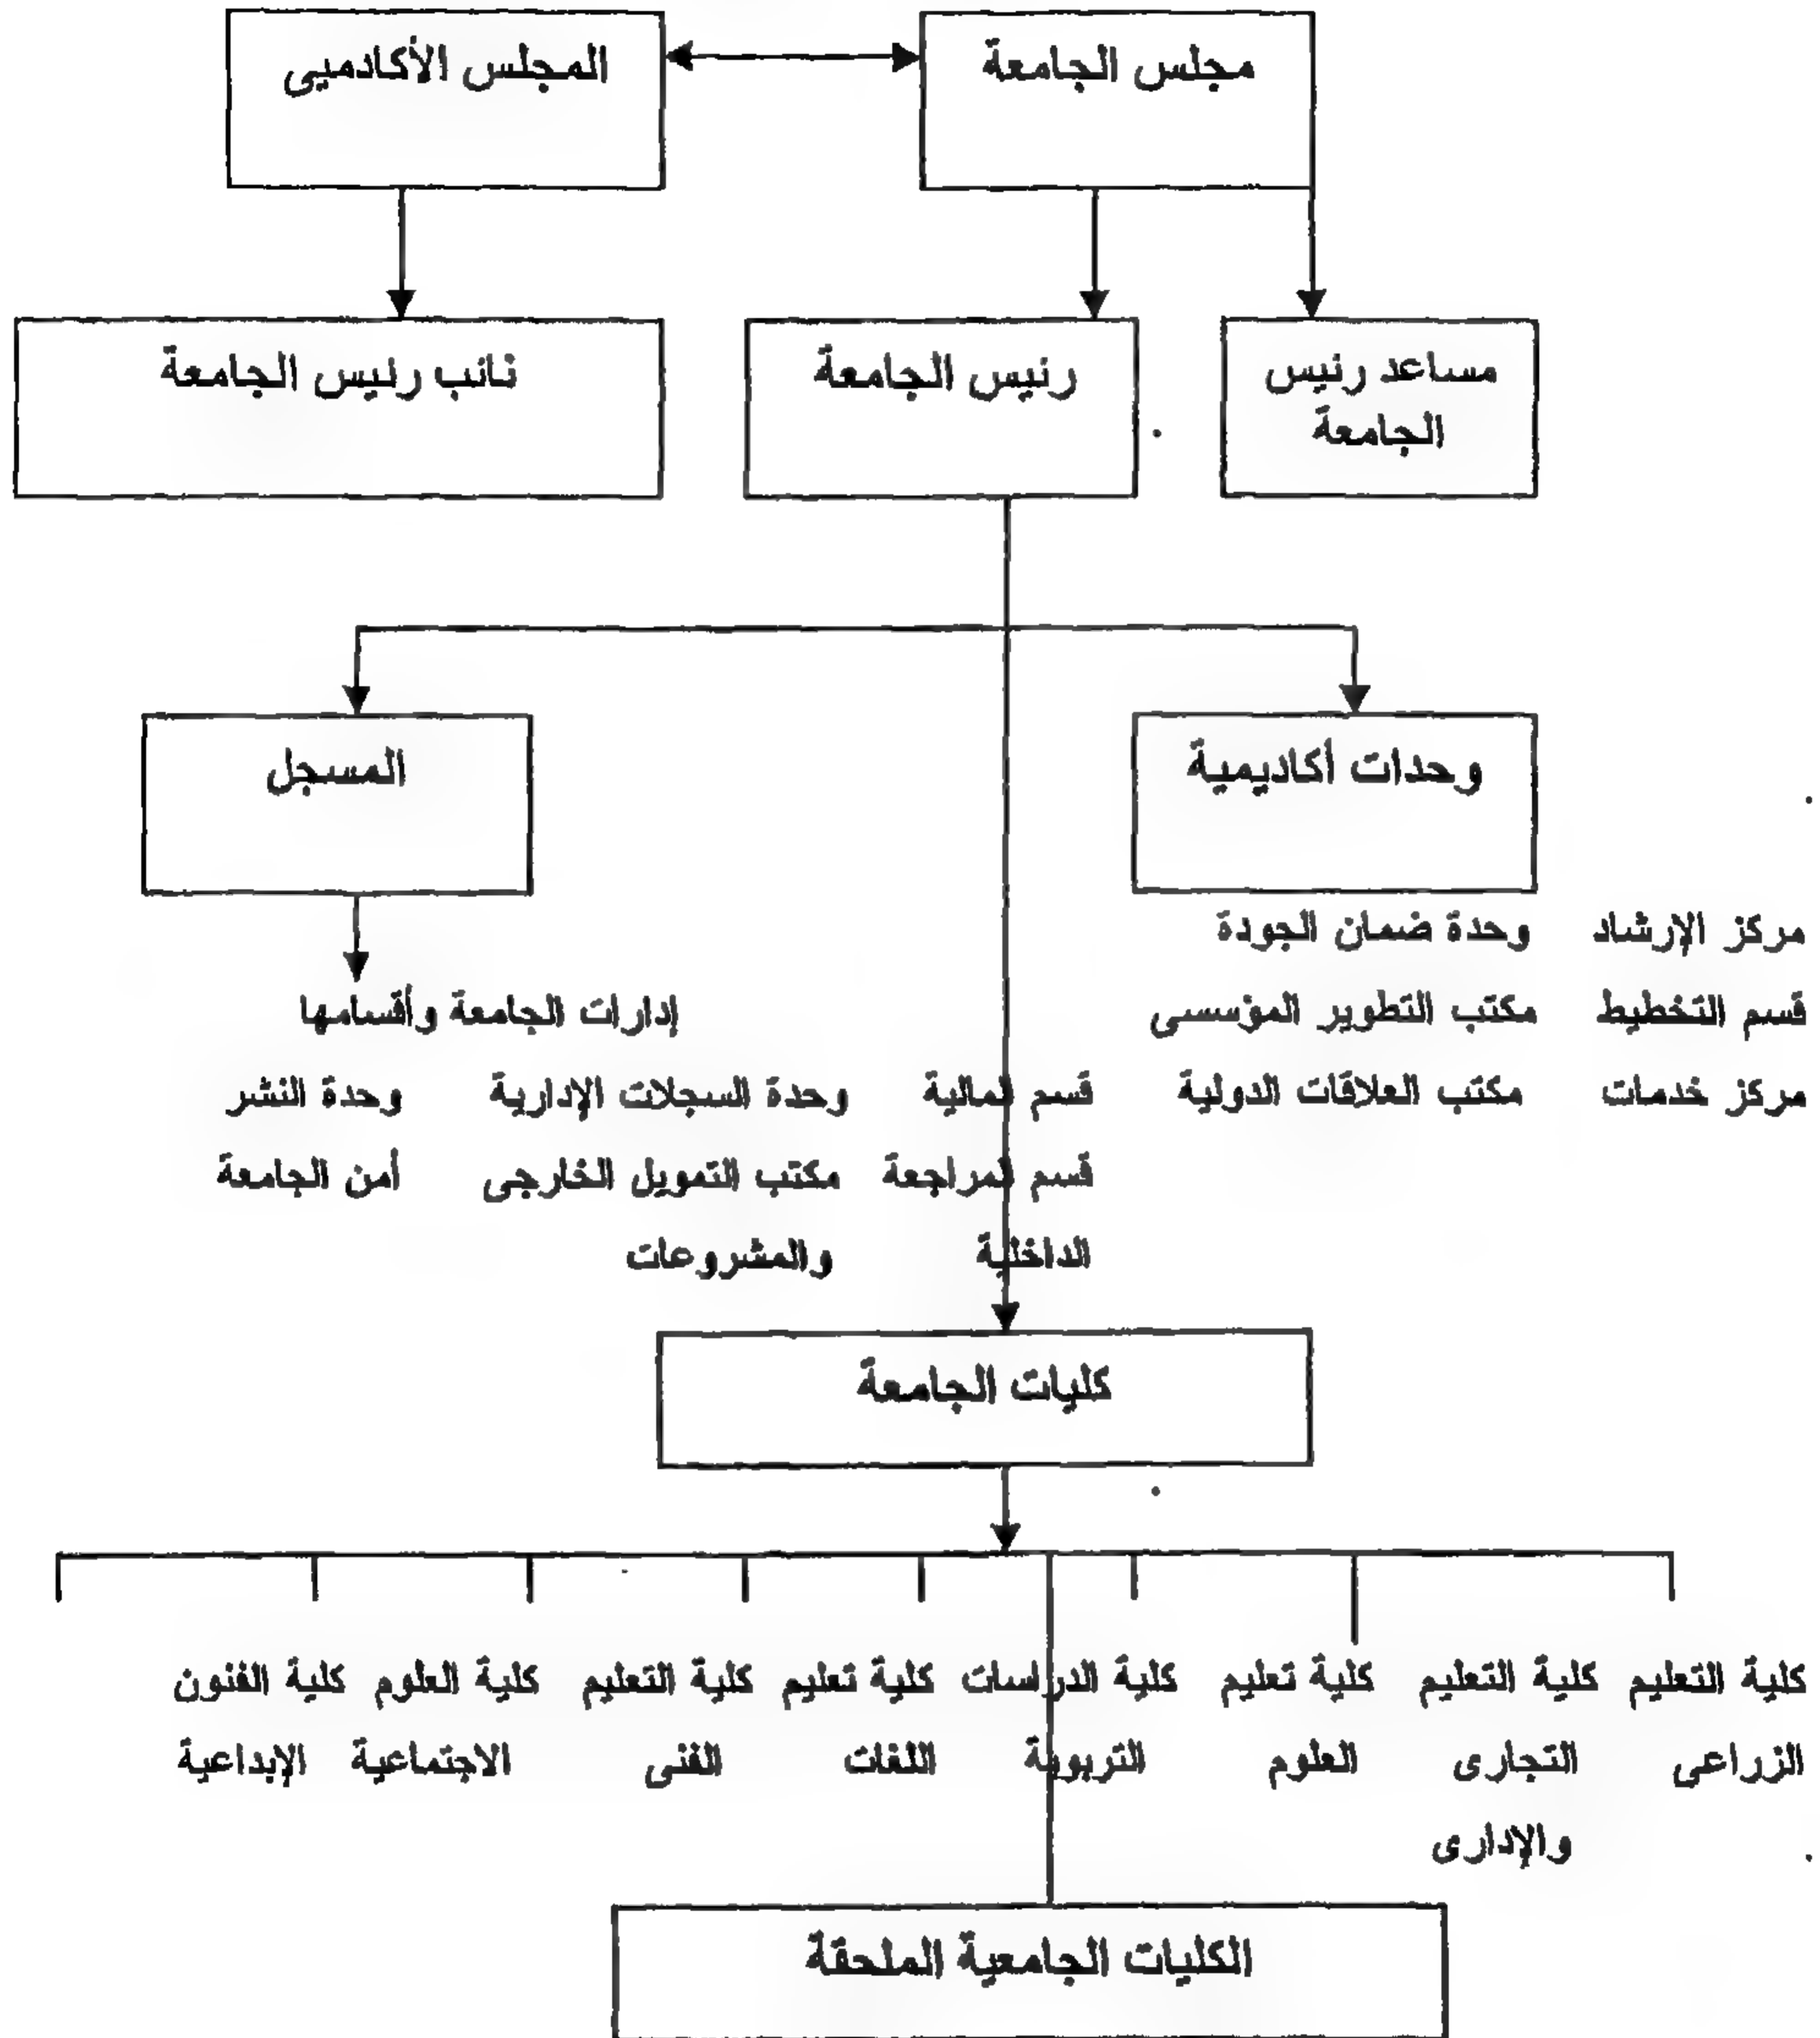 مجلس الجامعة
المجلس الأكادميى
مساعد رئيس
الجامعة
رئيس الجامعة
نائب رئيس الجامعة
وحدات أكاديمية
المسجل
مركز الإرشاد وحدة ضمان الجودة
قسم التخطيط مكتب التطوير المؤسسى
مركز خدمات مكتب العلاقات الدولية
إدارات الجامعة وأقسامها
قسم المالية وحدة السجلات الإدارية وحدة النشر
قسم المراجعة مكتب التمويل الخارجى أمن الجامعة
الداخلية والمشروعات
كليات الجامعة
كلية التعليم كلية التعليم كلية تعليم كلية الدراسات كلية تعليم كلية التعليم كلية العلوم كلية الفنون
الزراعى التجارى العلوم التربوية اللغات الفنى الاجتماعية الإبداعية
والإدارى
الكليات الجامعية الملحقة